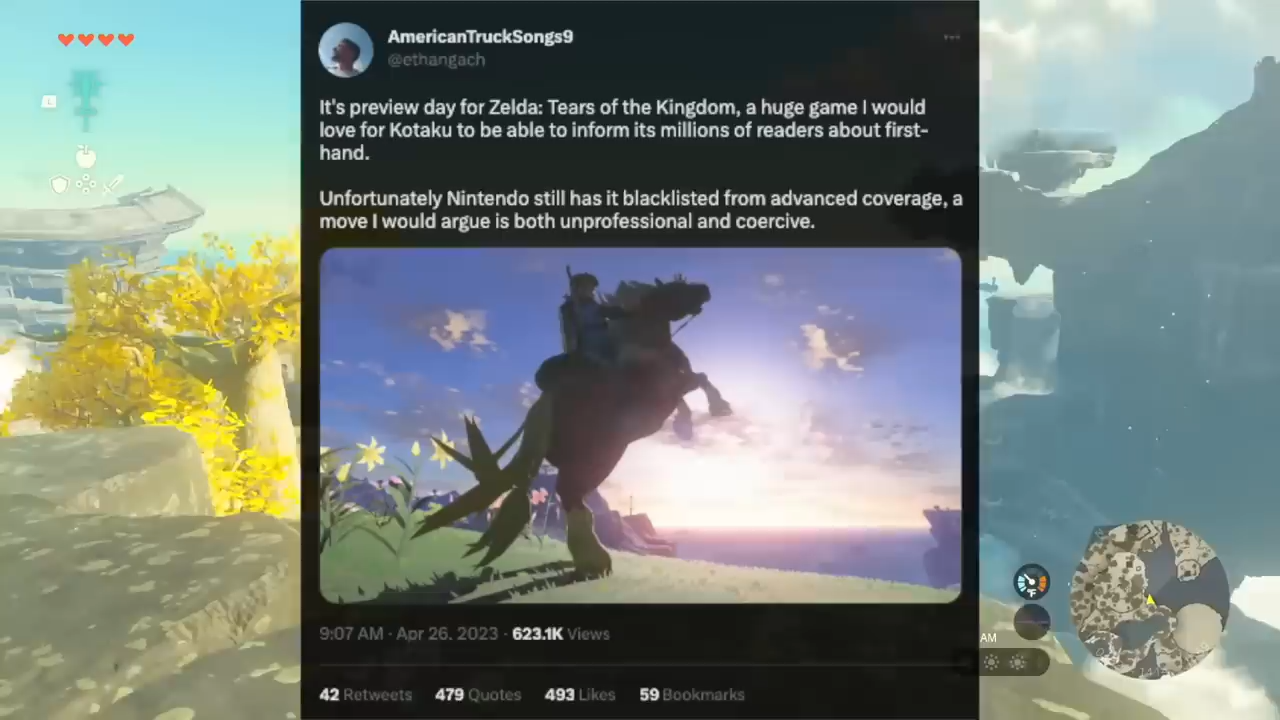 AmericanTruckSongs9
@ethangach
It's preview day for Zelda: Tears of the Kingdom, a huge game I would
love for Kotaku to be able to inform its millions of readers about first-
hand.
Unfortunately Nintendo still has it blacklisted from advanced coverage, a
move I would argue is both unprofessional and coercive.
9:07 AM · Apr 26, 2023 · 623.1K Views
42 Retweets 479 Quotes 493 Likes 59 Bookmarks
L
°F
AM